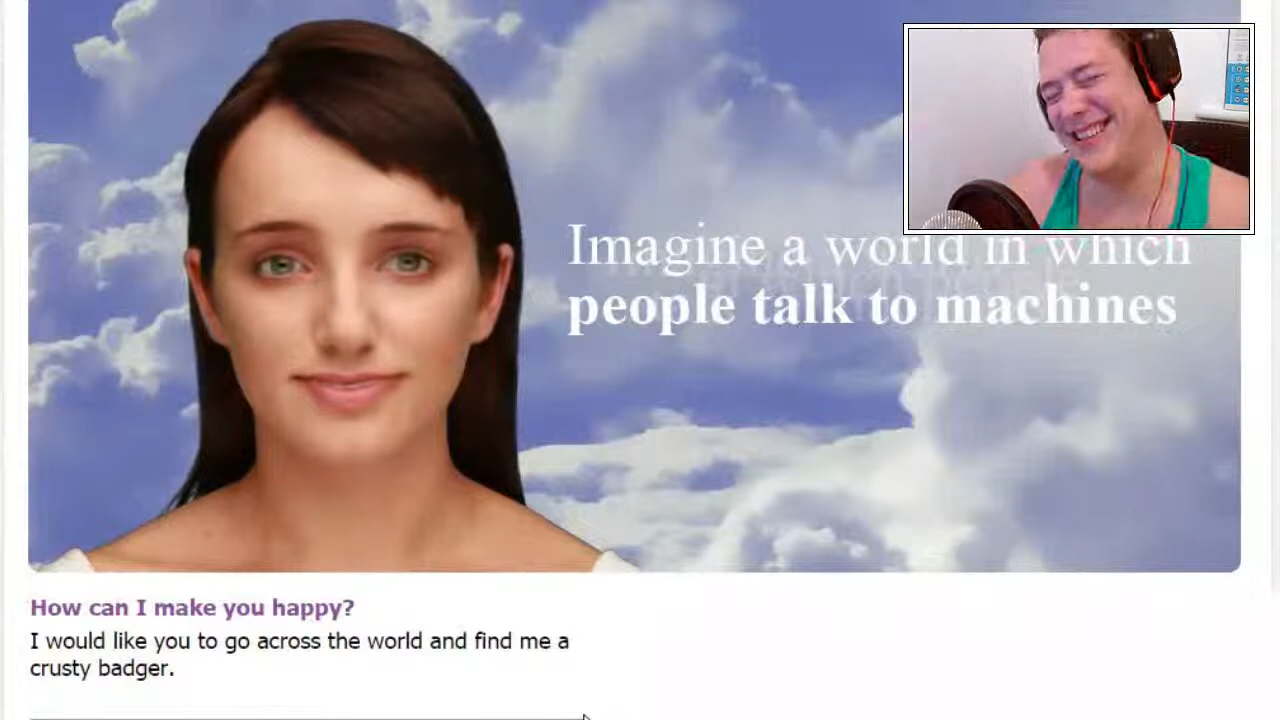 Imagine a world in which
people talk to machines
How can I make you happy?
I would like you to go across the world and find me a
crusty badger.